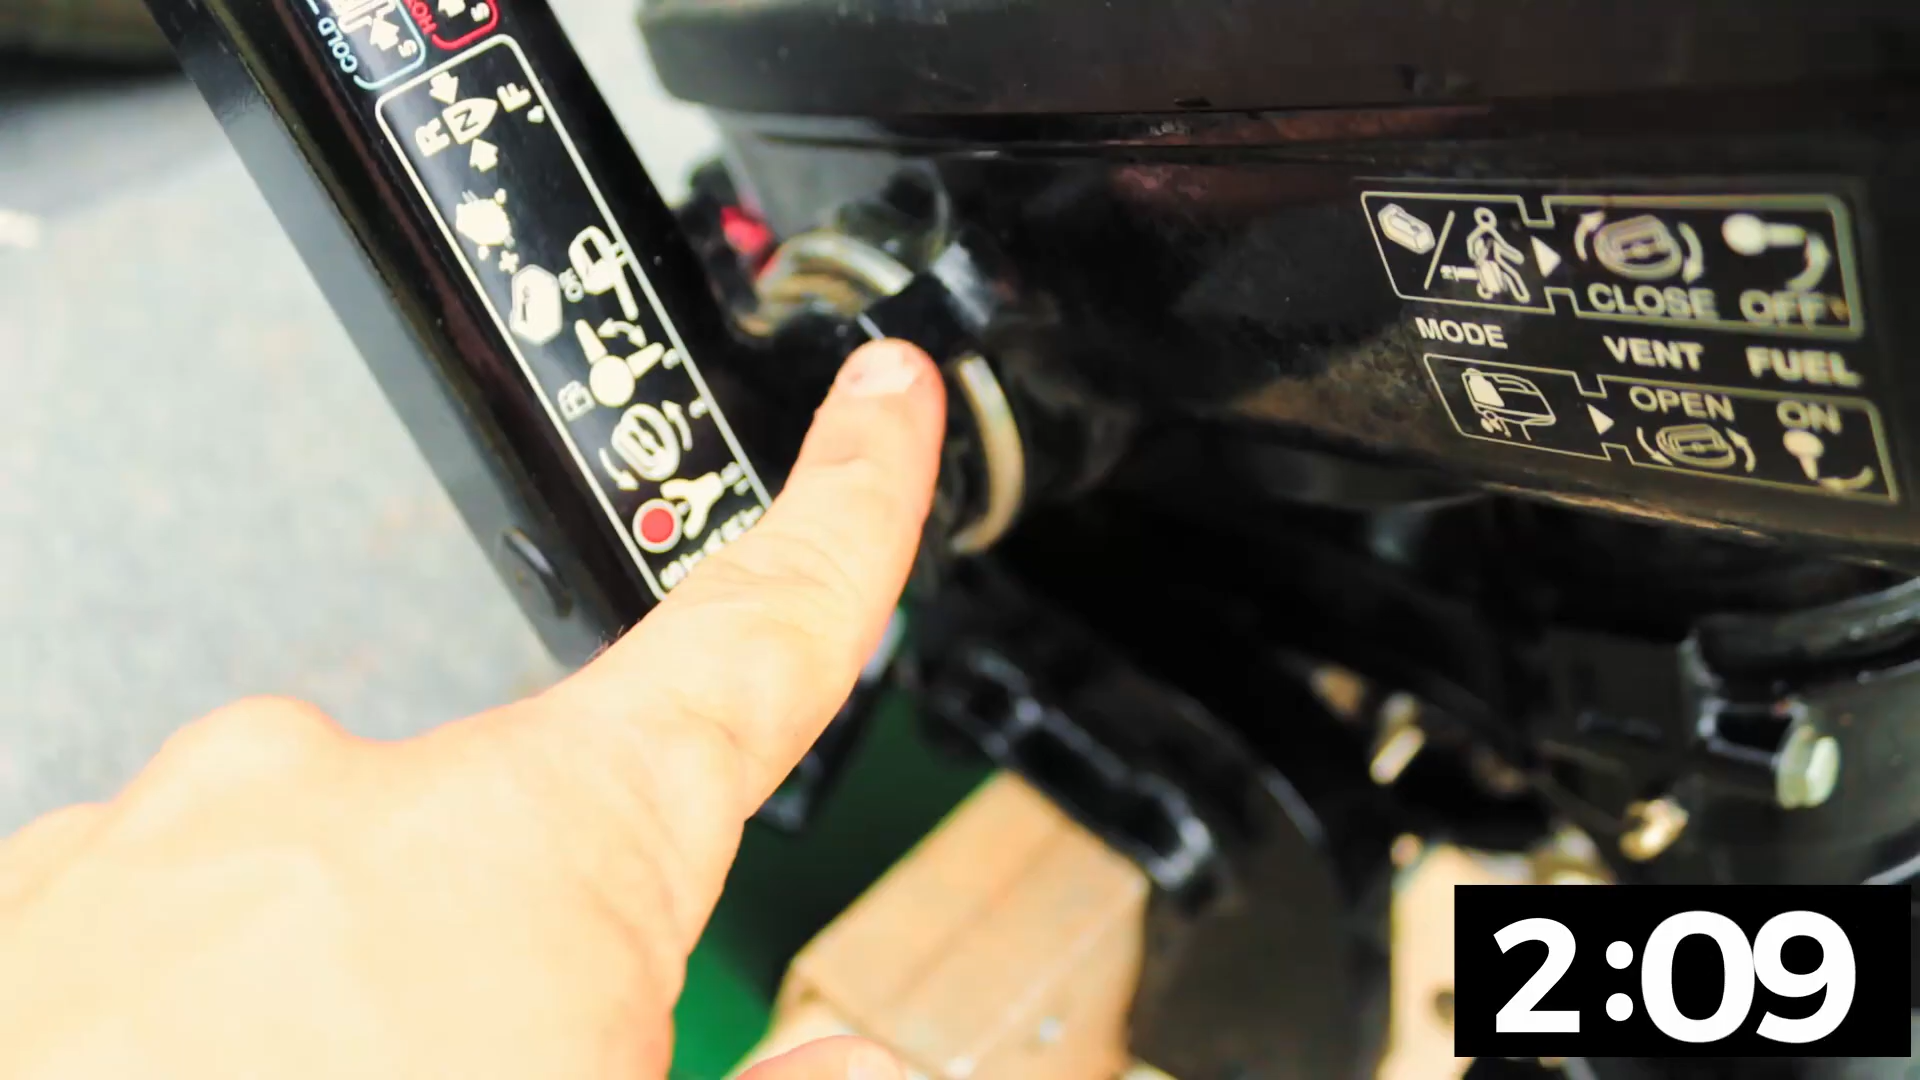 COLD
R N F
CLOSE OFF
MODE VENT FUEL
OPEN ON
2:09